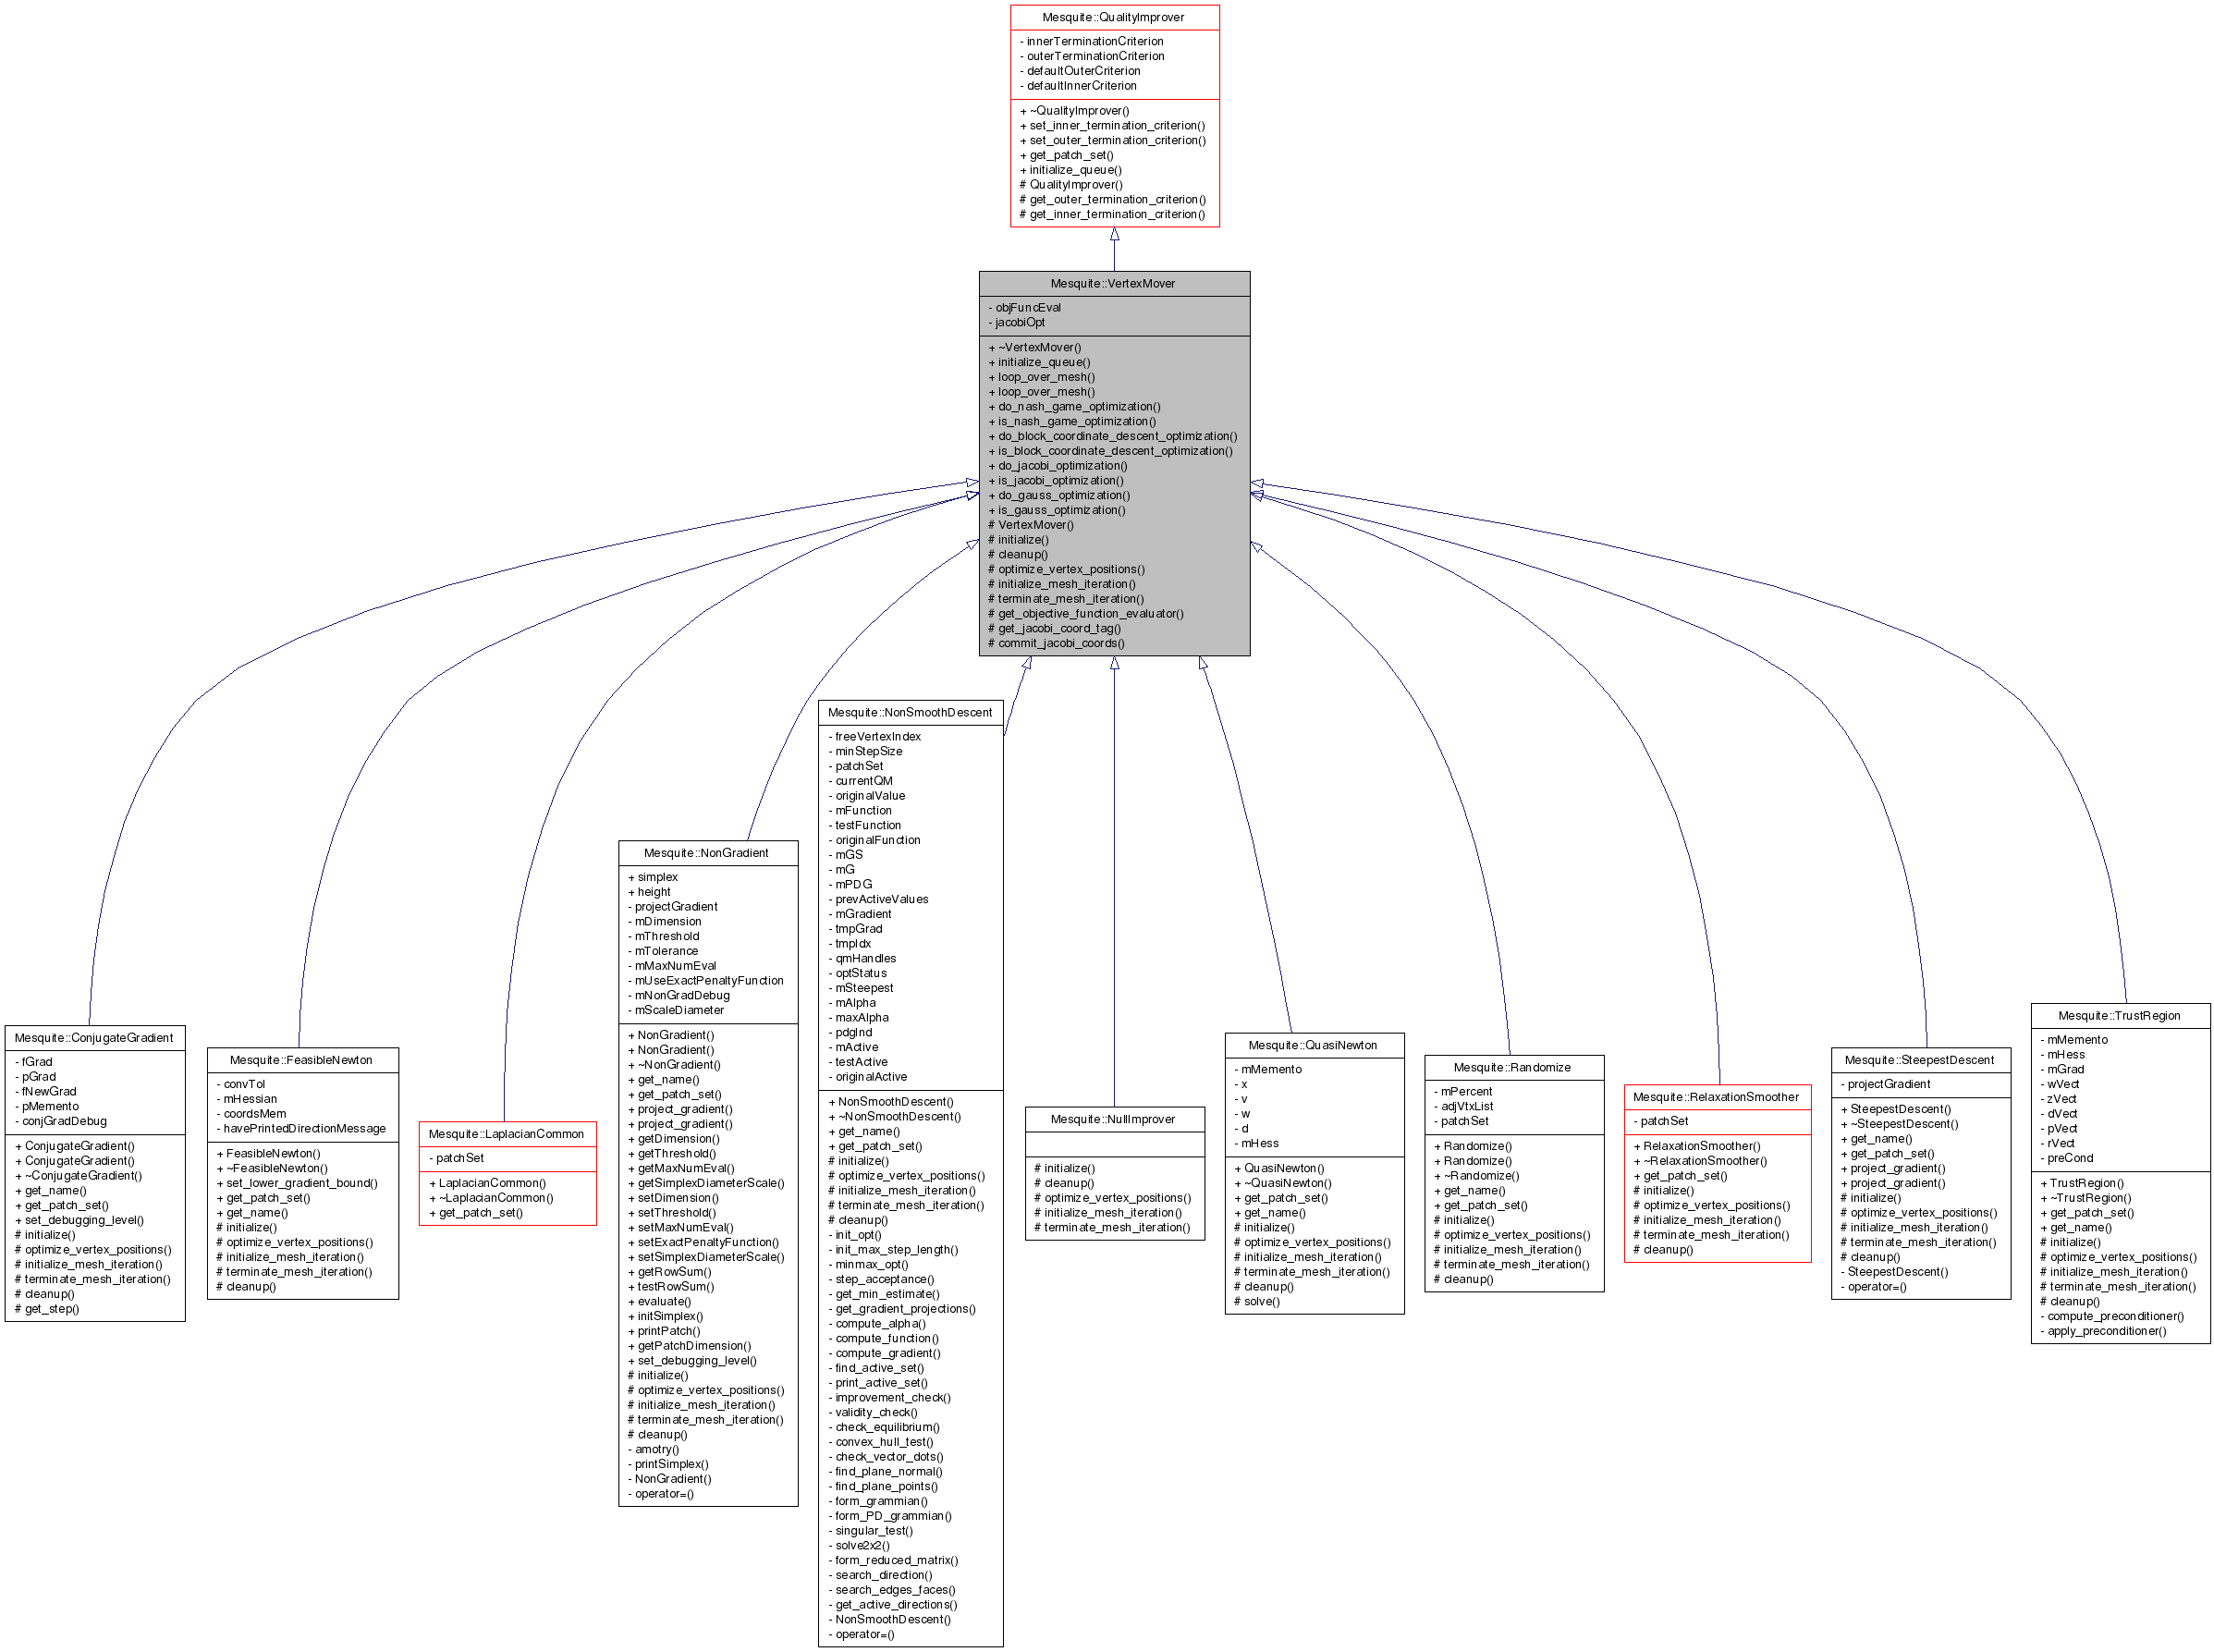 Mesquite::QualityImprover
- innerTerminationCriterion
- outerTerminationCriterion
- defaultOuterCriterion
- defaultInnerCriterion
+ ~QualityImprover()
+ set_inner_termination_criterion()
+ set_outer_termination_criterion()
+ get_patch_set()
+ initialize_queue()
# QualityImprover()
# get_outer_termination_criterion()
# get_inner_termination_criterion()
Mesquite::VertexMover
- objFuncEval
- jacobiOpt
+ ~VertexMover()
+ initialize_queue()
+ loop_over_mesh()
+ loop_over_mesh()
+ do_nash_game_optimization()
+ is_nash_game_optimization()
+ do_block_coordinate_descent_optimization()
+ is_block_coordinate_descent_optimization()
+ do_jacobi_optimization()
+ is_jacobi_optimization()
+ do_gauss_optimization()
+ is_gauss_optimization()
# VertexMover()
# initialize()
# cleanup()
# optimize_vertex_positions()
# initialize_mesh_iteration()
# terminate_mesh_iteration()
# get_objective_function_evaluator()
# get_jacobi_coord_tag()
# commit_jacobi_coords()
Mesquite::ConjugateGradient
- fGrad
- pGrad
- fNewGrad
- pMemento
- conjGradDebug
+ ConjugateGradient()
+ ConjugateGradient()
+ ~ConjugateGradient()
+ get_name()
+ get_patch_set()
+ set_debugging_level()
# initialize()
# optimize_vertex_positions()
# initialize_mesh_iteration()
# terminate_mesh_iteration()
# cleanup()
# get_step()
Mesquite::FeasibleNewton
- convTol
- mHessian
- coordsMem
- havePrintedDirectionMessage
+ FeasibleNewton()
+ ~FeasibleNewton()
+ set_lower_gradient_bound()
+ get_patch_set()
+ get_name()
# initialize()
# optimize_vertex_positions()
# initialize_mesh_iteration()
# terminate_mesh_iteration()
# cleanup()
Mesquite::LaplacianCommon
- patchSet
+ LaplacianCommon()
+ ~LaplacianCommon()
+ get_patch_set()
Mesquite::NonGradient
+ simplex
+ height
- projectGradient
- mDimension
- mThreshold
- mTolerance
- mMaxNumEval
- mUseExactPenaltyFunction
- mNonGradDebug
- mScaleDiameter
+ NonGradient()
+ NonGradient()
+ ~NonGradient()
+ get_name()
+ get_patch_set()
+ project_gradient()
+ project_gradient()
+ getDimension()
+ getThreshold()
+ getMaxNumEval()
+ getSimplexDiameterScale()
+ setDimension()
+ setThreshold()
+ setMaxNumEval()
+ setExactPenaltyFunction()
+ setSimplexDiameterScale()
+ getRowSum()
+ testRowSum()
+ evaluate()
+ initSimplex()
+ printPatch()
+ getPatchDimension()
+ set_debugging_level()
# initialize()
# optimize_vertex_positions()
# initialize_mesh_iteration()
# terminate_mesh_iteration()
# cleanup()
- amotry()
- printSimplex()
- NonGradient()
- operator=()
Mesquite::NonSmoothDescent
- freeVertexIndex
- minStepSize
- patchSet
- currentQM
- originalValue
- mFunction
- testFunction
- originalFunction
- mGS
- mG
- mPDG
- prevActiveValues
- mGradient
- tmpGrad
- tmpIdx
- qmHandles
- optStatus
- mSteepest
- mAlpha
- maxAlpha
- pdgInd
- mActive
- testActive
- originalActive
+ NonSmoothDescent()
+ ~NonSmoothDescent()
+ get_name()
+ get_patch_set()
# initialize()
# optimize_vertex_positions()
# initialize_mesh_iteration()
# terminate_mesh_iteration()
# cleanup()
- init_opt()
- init_max_step_length()
- minmax_opt()
- step_acceptance()
- get_min_estimate()
- get_gradient_projections()
- compute_alpha()
- compute_function()
- compute_gradient()
- find_active_set()
- print_active_set()
- improvement_check()
- validity_check()
- check_equilibrium()
- convex_hull_test()
- check_vector_dots()
- find_plane_normal()
- find_plane_points()
- form_grammian()
- form_PD_grammian()
- singular_test()
- solve2x2()
- form_reduced_matrix()
- search_direction()
- search_edges_faces()
- get_active_directions()
- NonSmoothDescent()
- operator=()
Mesquite::NullImprover
# initialize()
# cleanup()
# optimize_vertex_positions()
# initialize_mesh_iteration()
# terminate_mesh_iteration()
Mesquite::QuasiNewton
- mMemento
- x
- v
- w
- d
- mHess
+ QuasiNewton()
+ ~QuasiNewton()
+ get_patch_set()
+ get_name()
# initialize()
# optimize_vertex_positions()
# initialize_mesh_iteration()
# terminate_mesh_iteration()
# cleanup()
# solve()
Mesquite::Randomize
- mPercent
- adjVtxList
- patchSet
+ Randomize()
+ Randomize()
+ ~Randomize()
+ get_name()
+ get_patch_set()
# initialize()
# optimize_vertex_positions()
# initialize_mesh_iteration()
# terminate_mesh_iteration()
# cleanup()
Mesquite::RelaxationSmoother
- patchSet
+ RelaxationSmoother()
+ ~RelaxationSmoother()
+ get_patch_set()
# initialize()
# optimize_vertex_positions()
# initialize_mesh_iteration()
# terminate_mesh_iteration()
# cleanup()
Mesquite::SteepestDescent
- projectGradient
+ SteepestDescent()
+ ~SteepestDescent()
+ get_name()
+ get_patch_set()
+ project_gradient()
+ project_gradient()
# initialize()
# optimize_vertex_positions()
# initialize_mesh_iteration()
# terminate_mesh_iteration()
# cleanup()
- SteepestDescent()
- operator=()
Mesquite::TrustRegion
- mMemento
- mHess
- mGrad
- wVect
- zVect
- dVect
- pVect
- rVect
- preCond
+ TrustRegion()
+ ~TrustRegion()
+ get_patch_set()
+ get_name()
# initialize()
# optimize_vertex_positions()
# initialize_mesh_iteration()
# terminate_mesh_iteration()
# cleanup()
- compute_preconditioner()
- apply_preconditioner()